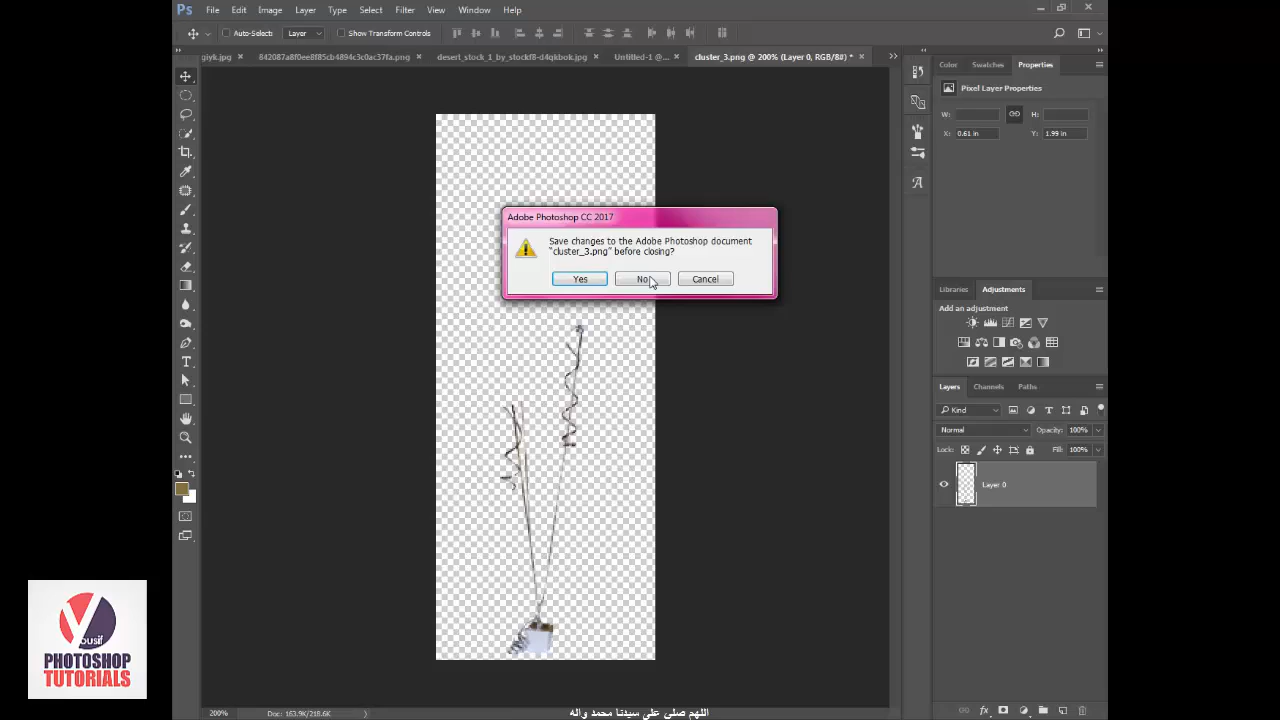 Ps File Edit Image Layer Type Select Filter View Window Help
Auto-Select: Layer Show Transform Controls
giyk.jpg × 842087a8f0ee8f85cb4894c3c0ac37fa.png × desert_stock_1_by_stockf8-d4qkbok.jpg × Untitled-1 @... × cluster_3.png @ 200% (Layer 0, RGB/8#) * ×
Color Swatches Properties
Pixel Layer Properties
W: H:
X: 0.61 in Y: 1.99 in
Adobe Photoshop CC 2017
Save changes to the Adobe Photoshop document
“cluster_3.png” before closing?
Yes No Cancel
Libraries Adjustments
Add an adjustment
Layers Channels Paths
Kind
Normal Opacity: 100%
Lock: Fill: 100%
Layer 0
Yousif
PHOTOSHOP
TUTORIALS
200% Doc: 163.9K/218.6K
اللهم صلي على سيدنا محمد واله